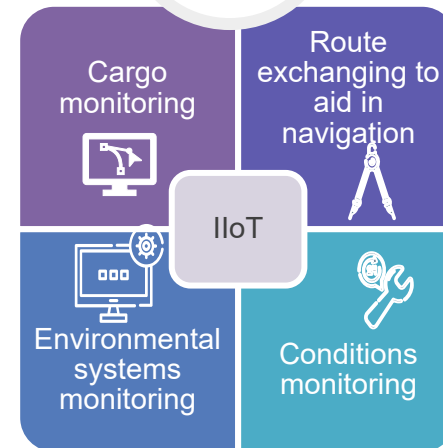 Cargo
monitoring
Route
exchanging to
aid in
navigation
IIoT
Environmental
systems
monitoring
Conditions
monitoring